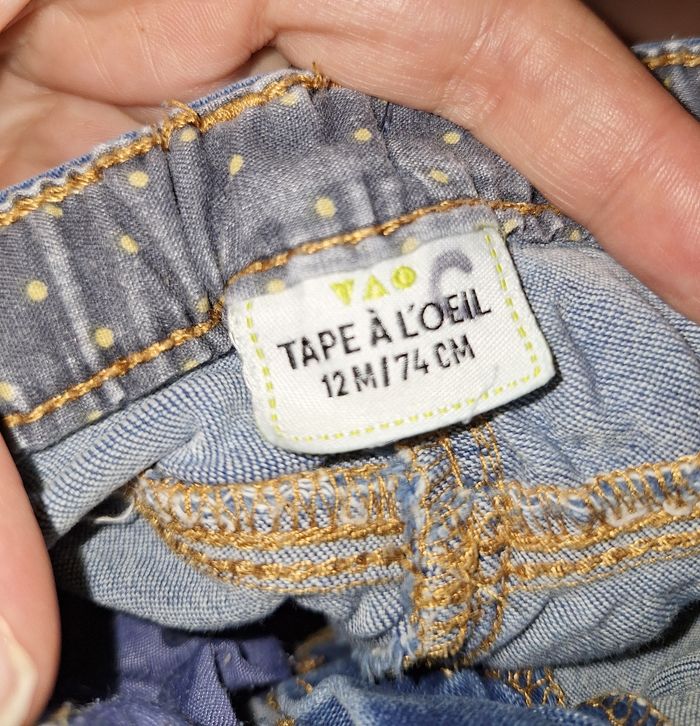 TAO
TAPE À L'OEIL
12 M / 74 CM